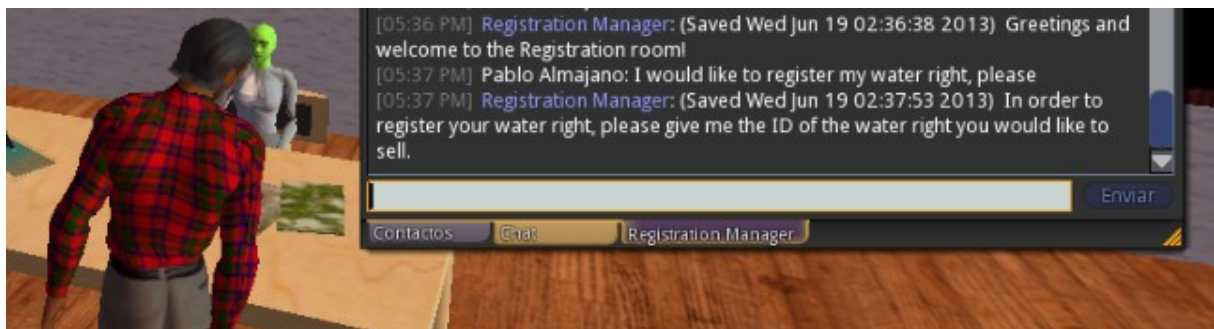 [05:36 PM] Registration Manager: (Saved Wed Jun 19 02:36:38 2013) Greetings and
welcome to the Registration room!
[05:37 PM] Pablo Almajano: I would like to register my water right, please
[05:37 PM] Registration Manager: (Saved Wed Jun 19 02:37:53 2013) In order to
register your water right, please give me the ID of the water right you would like to
sell.
Enviar
Contactos Chat Registration Manager